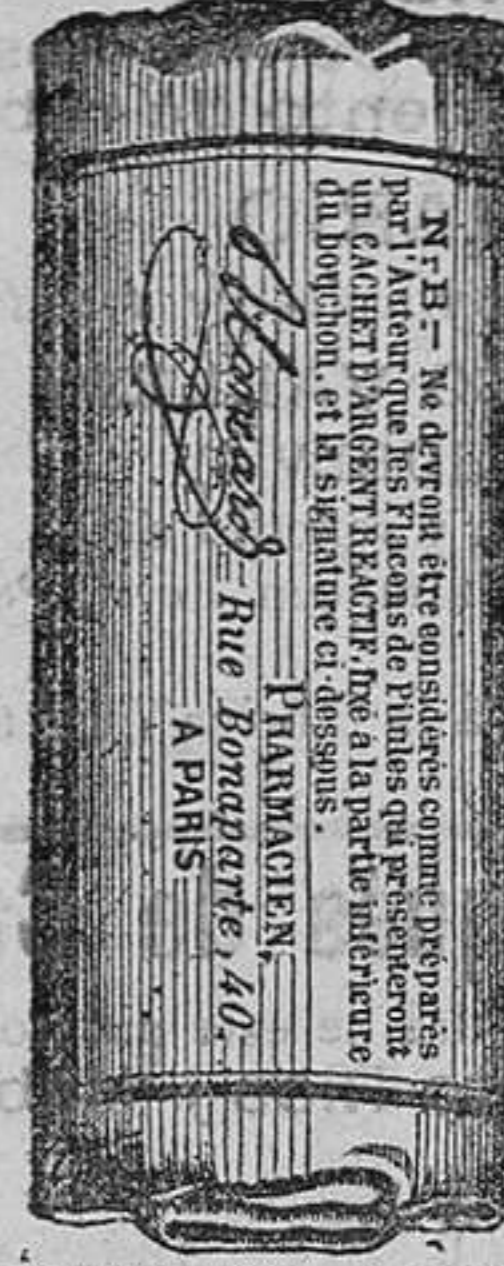 N.B.- Ne devront être considérés comme préparés
par l'Auteur que les Flacons de Pilules qui présenteront
un CACHET D'ARGENT RÉACTIF, fixé à la partie inférieure
du bouchon, et la signature ci-dessous.
PHARMACIEN,
Rue Bonaparte, 40.
A PARIS